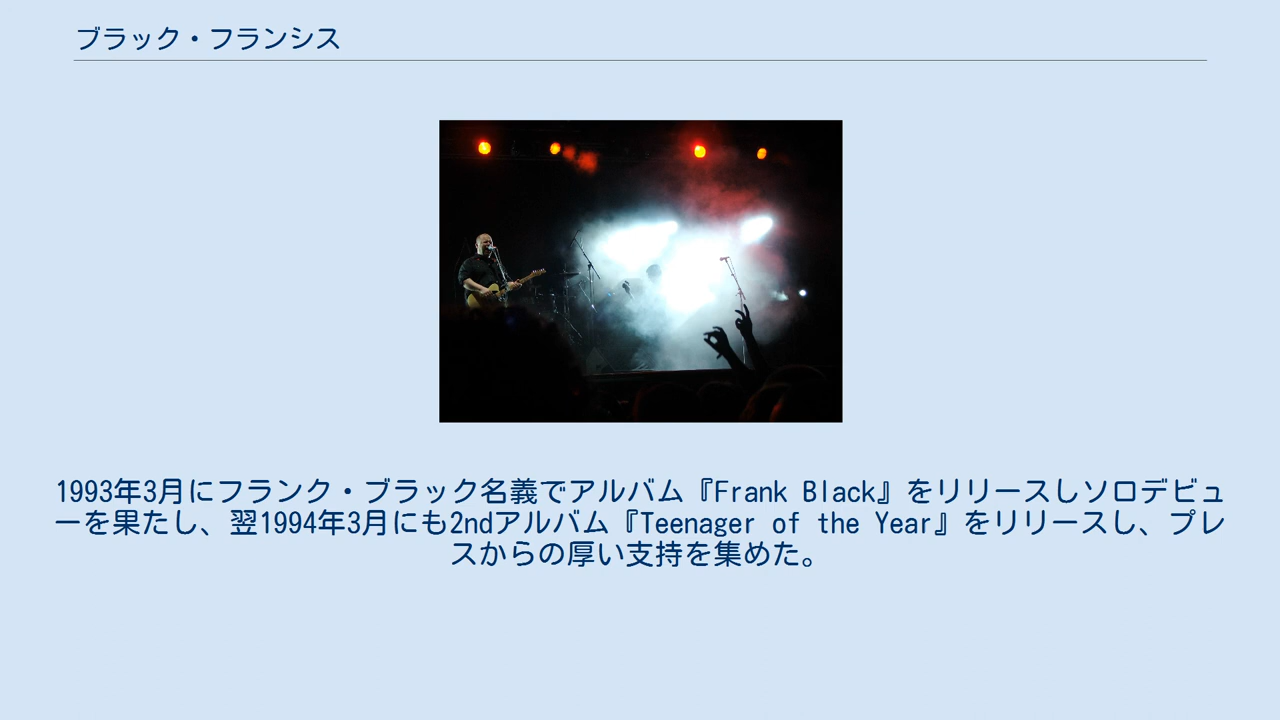 ブラック・フランシス
1993年3月にフランク・ブラック名義でアルバム『Frank Black』をリリースしソロデビュ
ーを果たし、翌1994年3月にも2ndアルバム『Teenager of the Year』をリリースし、プレ
スからの厚い支持を集めた。